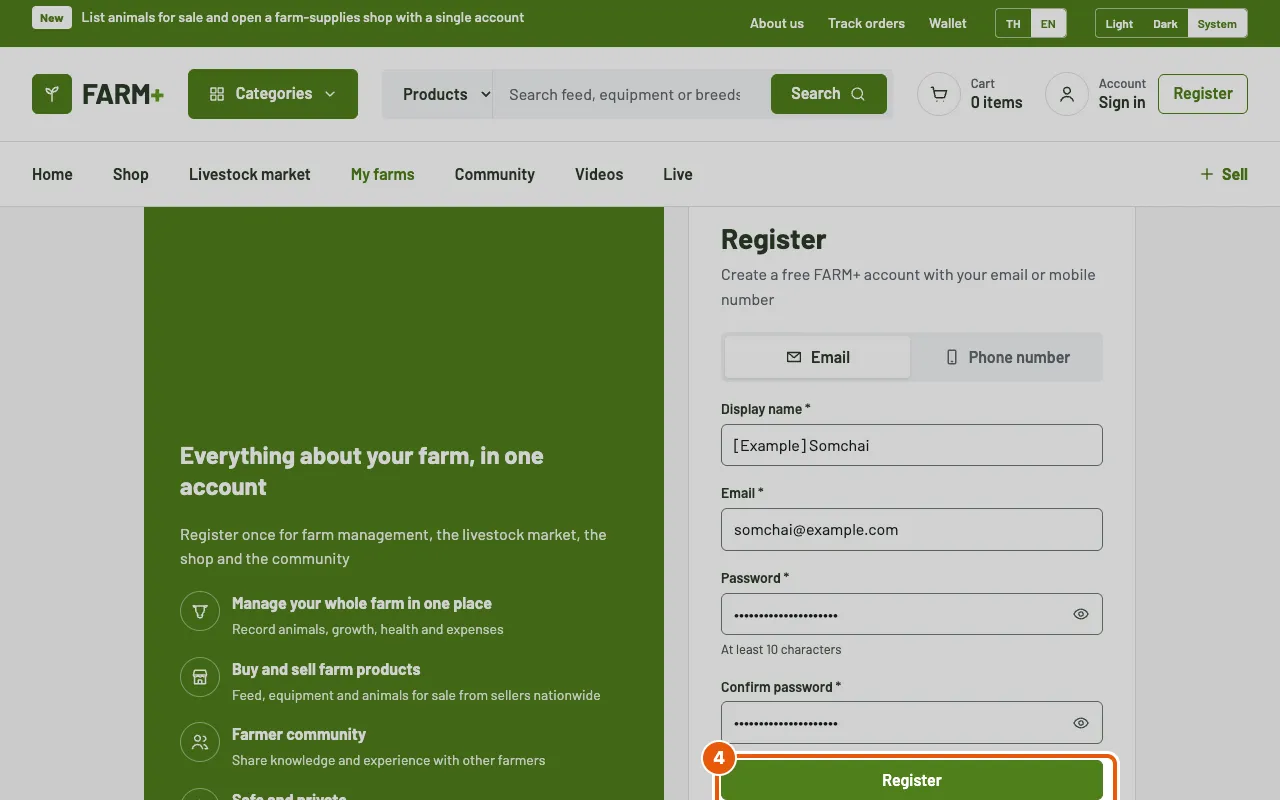 New List animals for sale and open a farm-supplies shop with a single account
About us Track orders Wallet TH EN Light Dark System
FARM+
Categories
Products Search feed, equipment or breeds
Search
Cart
0 items
Account
Sign in
Register
Home Shop Livestock market My farms Community Videos Live + Sell
Everything about your farm, in one
account
Register once for farm management, the livestock market, the
shop and the community
Manage your whole farm in one place
Record animals, growth, health and expenses
Buy and sell farm products
Feed, equipment and animals for sale from sellers nationwide
Farmer community
Share knowledge and experience with other farmers
Safe and private
Register
Create a free FARM+ account with your email or mobile
number
Email Phone number
Display name *
[Example] Somchai
Email *
somchai@example.com
Password *
At least 10 characters
Confirm password *
4
Register